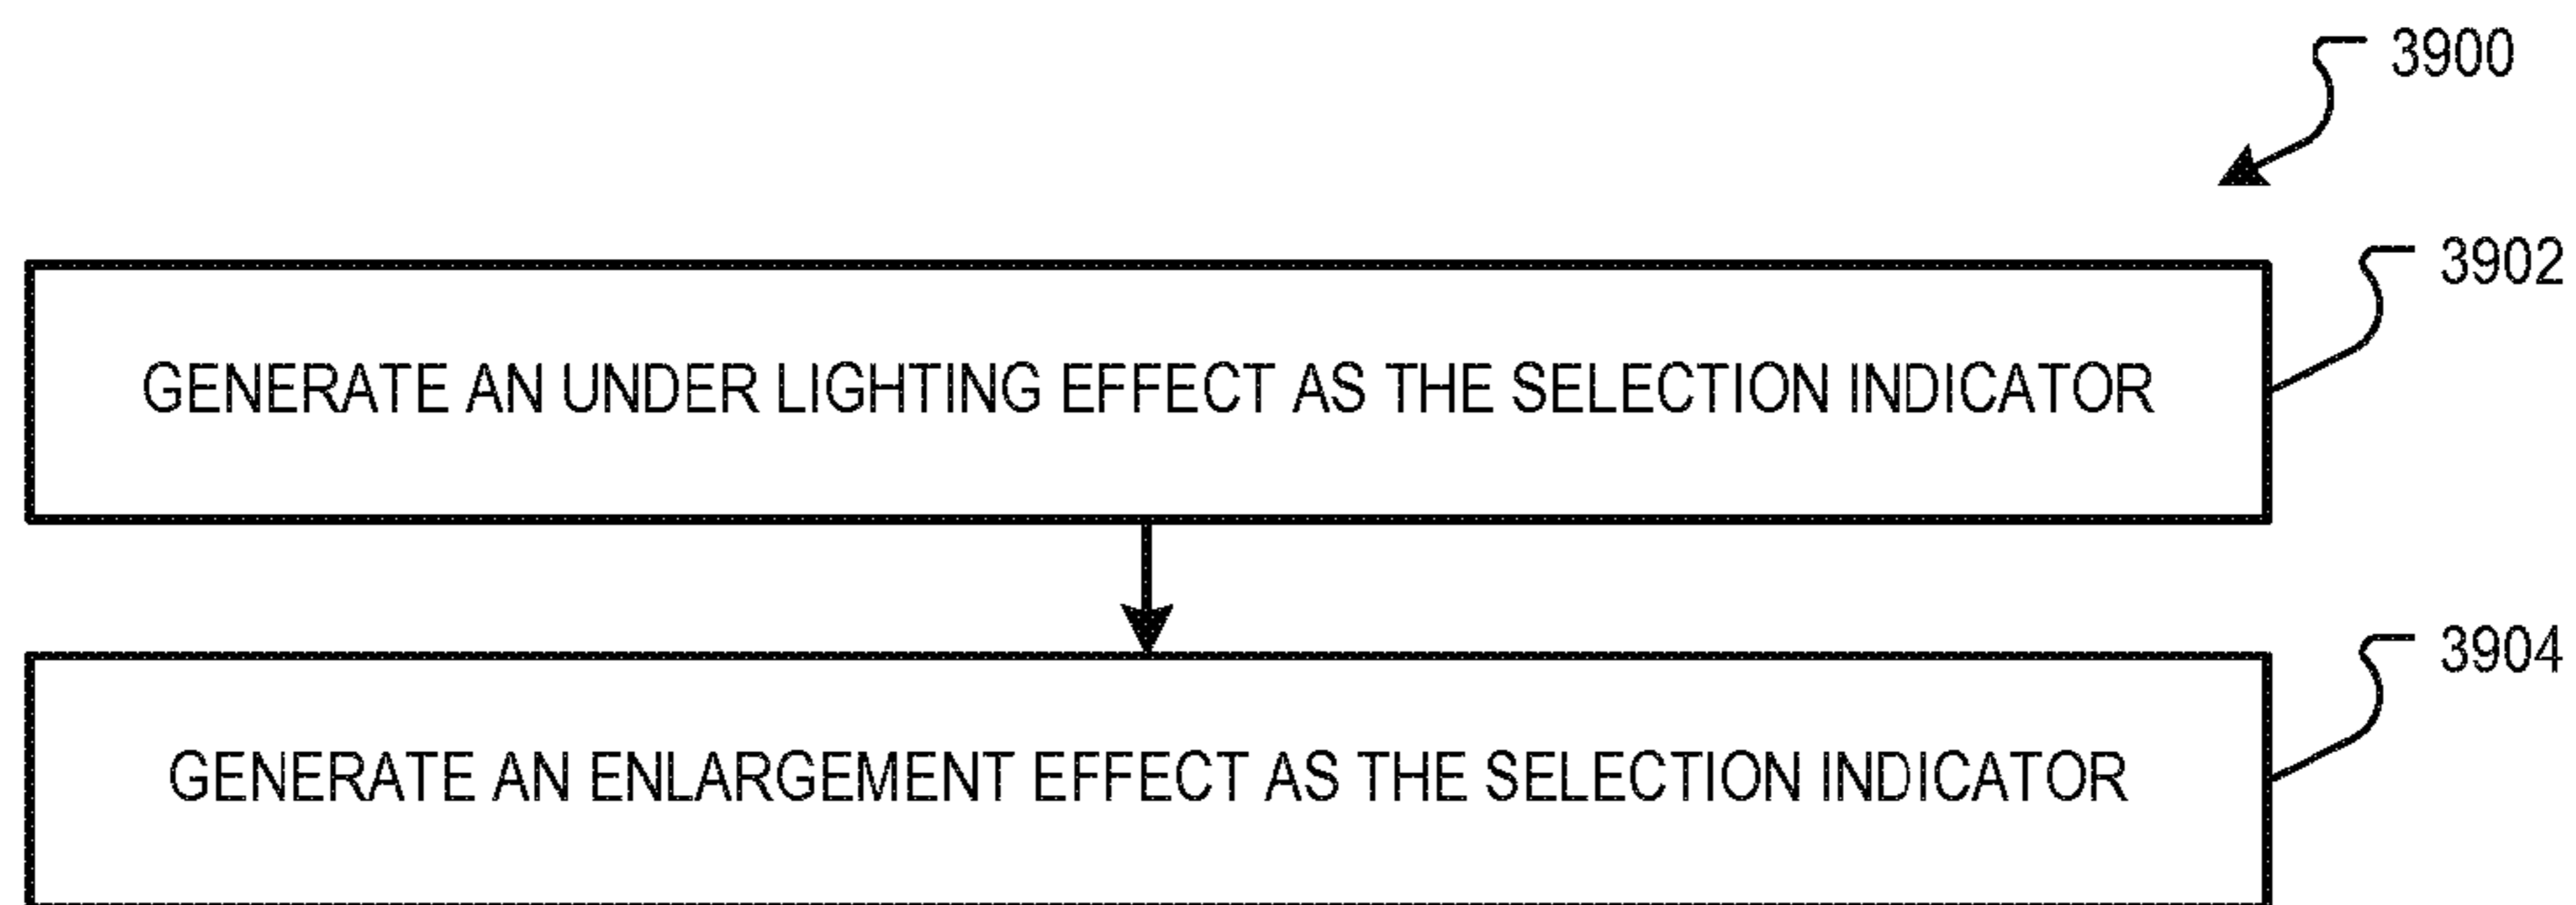 3900
3902
GENERATE AN UNDER LIGHTING EFFECT AS THE SELECTION INDICATOR
3904
GENERATE AN ENLARGEMENT EFFECT AS THE SELECTION INDICATOR